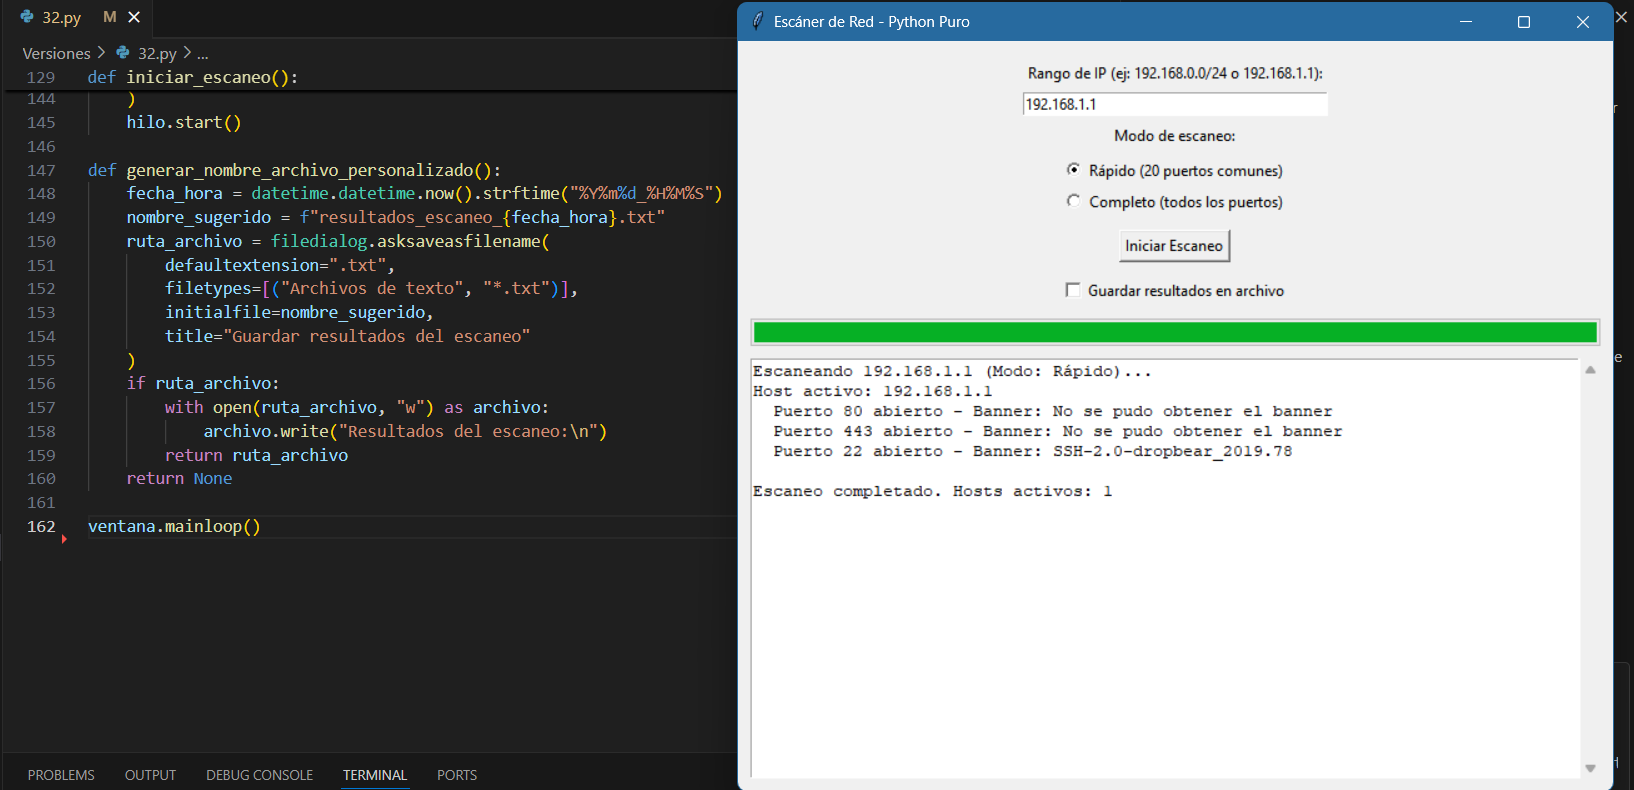 32.py M
Versiones > 32.py > ...
129 def iniciar_escaneo():
144 )
145 hilo.start()
146
147 def generar_nombre_archivo_personalizado():
148 fecha_hora = datetime.datetime.now().strftime("%Y%m%d_%H%M%S")
149 nombre_sugerido = f"resultados_escaneo_{fecha_hora}.txt"
150 ruta_archivo = filedialog.asksaveasfilename(
151 defaultextension=".txt",
152 filetypes=[("Archivos de texto", "*.txt")],
153 initialfile=nombre_sugerido,
154 title="Guardar resultados del escaneo"
155 )
156 if ruta_archivo:
157 with open(ruta_archivo, "w") as archivo:
158 archivo.write("Resultados del escaneo:\n")
159 return ruta_archivo
160 return None
161
162 ventana.mainloop()
PROBLEMS OUTPUT DEBUG CONSOLE TERMINAL PORTS
Escáner de Red - Python Puro
Rango de IP (ej: 192.168.0.0/24 o 192.168.1.1):
192.168.1.1
Modo de escaneo:
Rápido (20 puertos comunes)
Completo (todos los puertos)
Iniciar Escaneo
Guardar resultados en archivo
Escaneando 192.168.1.1 (Modo: Rápido)...
Host activo: 192.168.1.1
Puerto 80 abierto - Banner: No se pudo obtener el banner
Puerto 443 abierto - Banner: No se pudo obtener el banner
Puerto 22 abierto - Banner: SSH-2.0-dropbear_2019.78
Escaneo completado. Hosts activos: 1